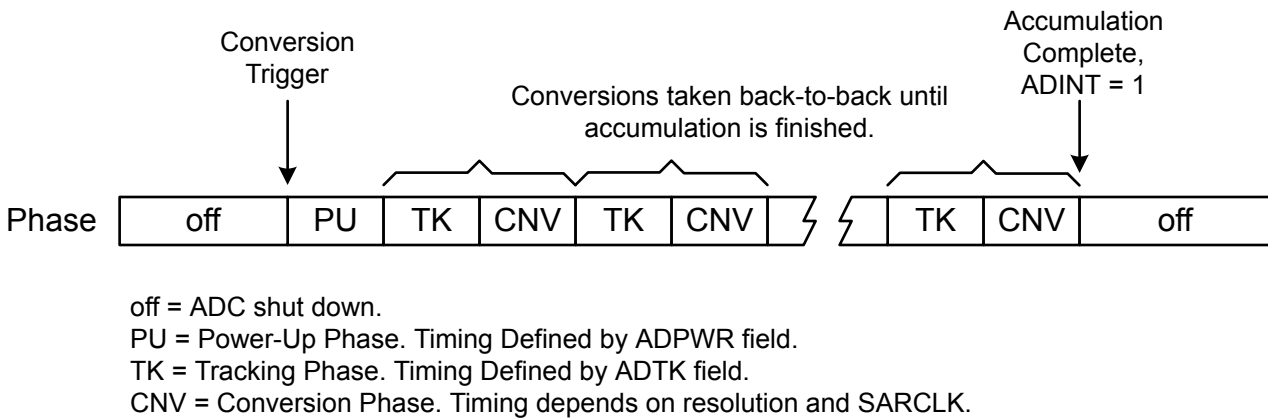 Conversion
Trigger
Accumulation
Complete,
ADINT = 1
Conversions taken back-to-back until
accumulation is finished.
Phase off PU TK CNV TK CNV TK CNV off
off = ADC shut down.
PU = Power-Up Phase. Timing Defined by ADPWR field.
TK = Tracking Phase. Timing Defined by ADTK field.
CNV = Conversion Phase. Timing depends on resolution and SARCLK.